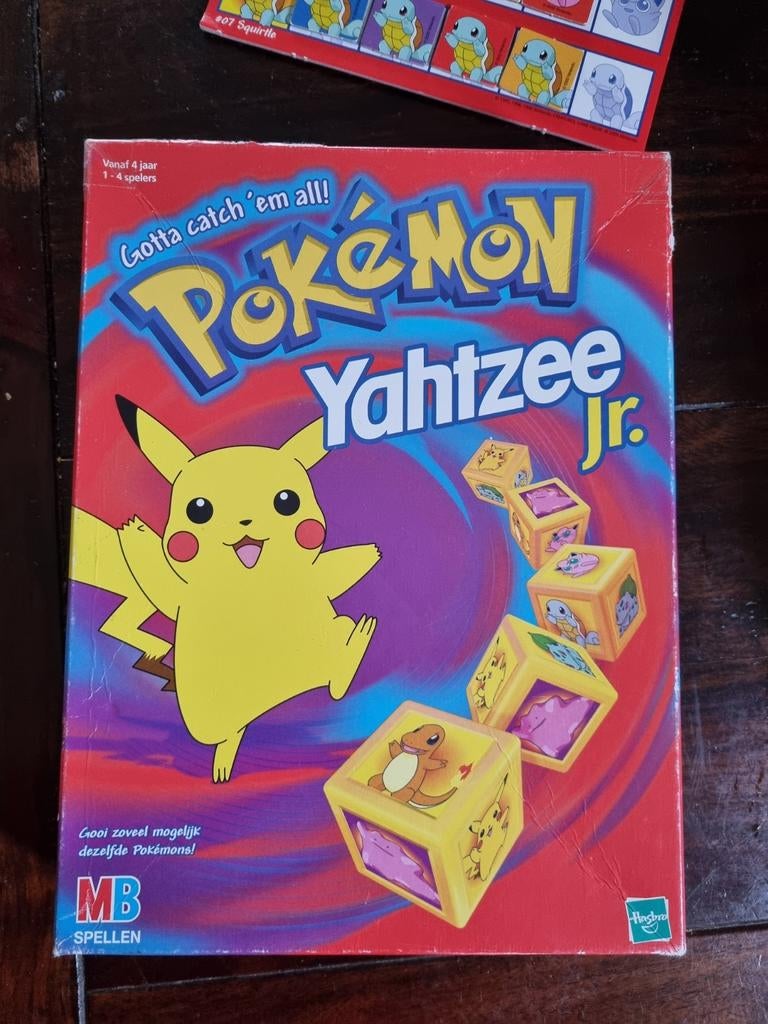 #07 Squirtle
Vanaf 4 jaar
1 - 4 spelers
Gotta catch 'em all!
POKéMON
Yahtzee
Jr.
Gooi zoveel mogelijk
dezelfde Pokémons!
MB
SPELLEN
Hasbro